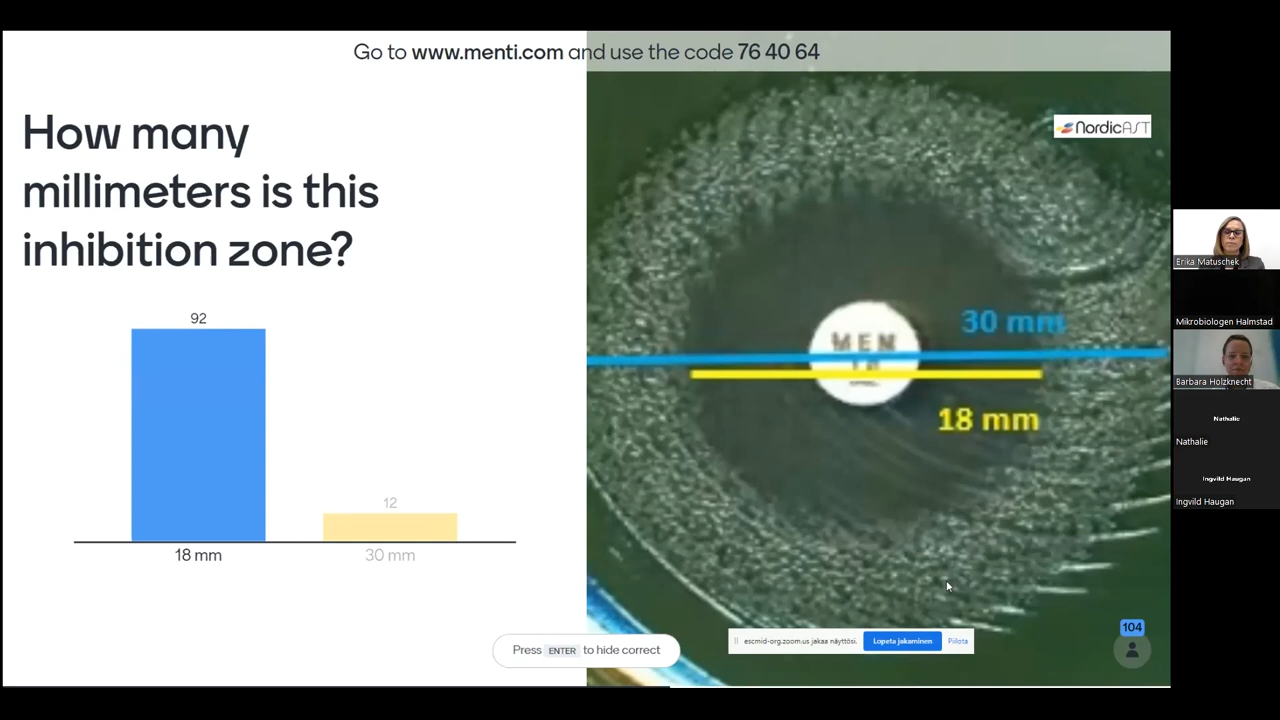 Go to www.menti.com and use the code 76 40 64
How many
millimeters is this
inhibition zone?
92
12
18 mm
30 mm
NordicAST
MEN
30 mm
18 mm
Press ENTER to hide correct
escmid-org.zoom.us jakaa näyttösi.
Lopeta jakaminen
Piilota
104
Erika Matuschek
Mikrobiologen Halmstad
Barbara Holzknecht
Nathalie
Nathalie
Ingvild Haugan
Ingvild Haugan